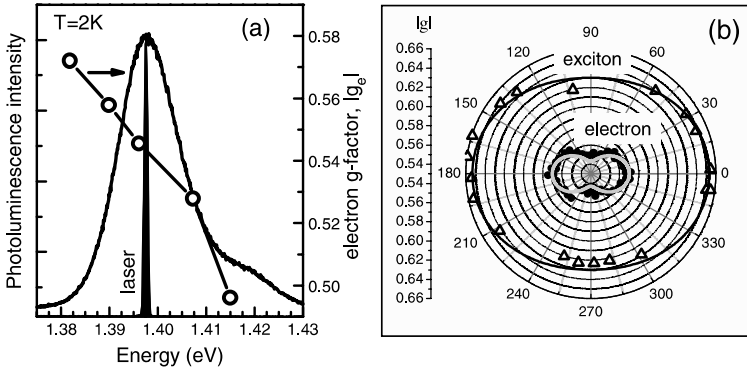 (a)
T=2K
Photoluminescence intensity
laser
1.38 1.39 1.40 1.41 1.42 1.43
Energy (eV)
0.58
0.56
0.54
0.52
0.50
electron g-factor, |gₑ|
(b)
|g|
0.66
0.64
0.62
0.60
0.58
0.56
0.54
0.54
0.56
0.58
0.60
0.62
0.64
0.66
90
120 60
exciton
150 30
electron
180 0
210 330
240 300
270